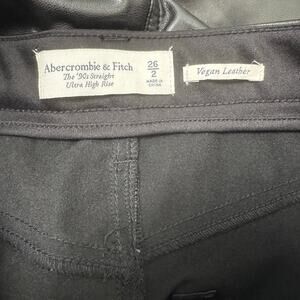 Abercrombie & Fitch
The '90s Straight
Ultra High Rise
26
2
MADE IN
CHINA
Vegan Leather